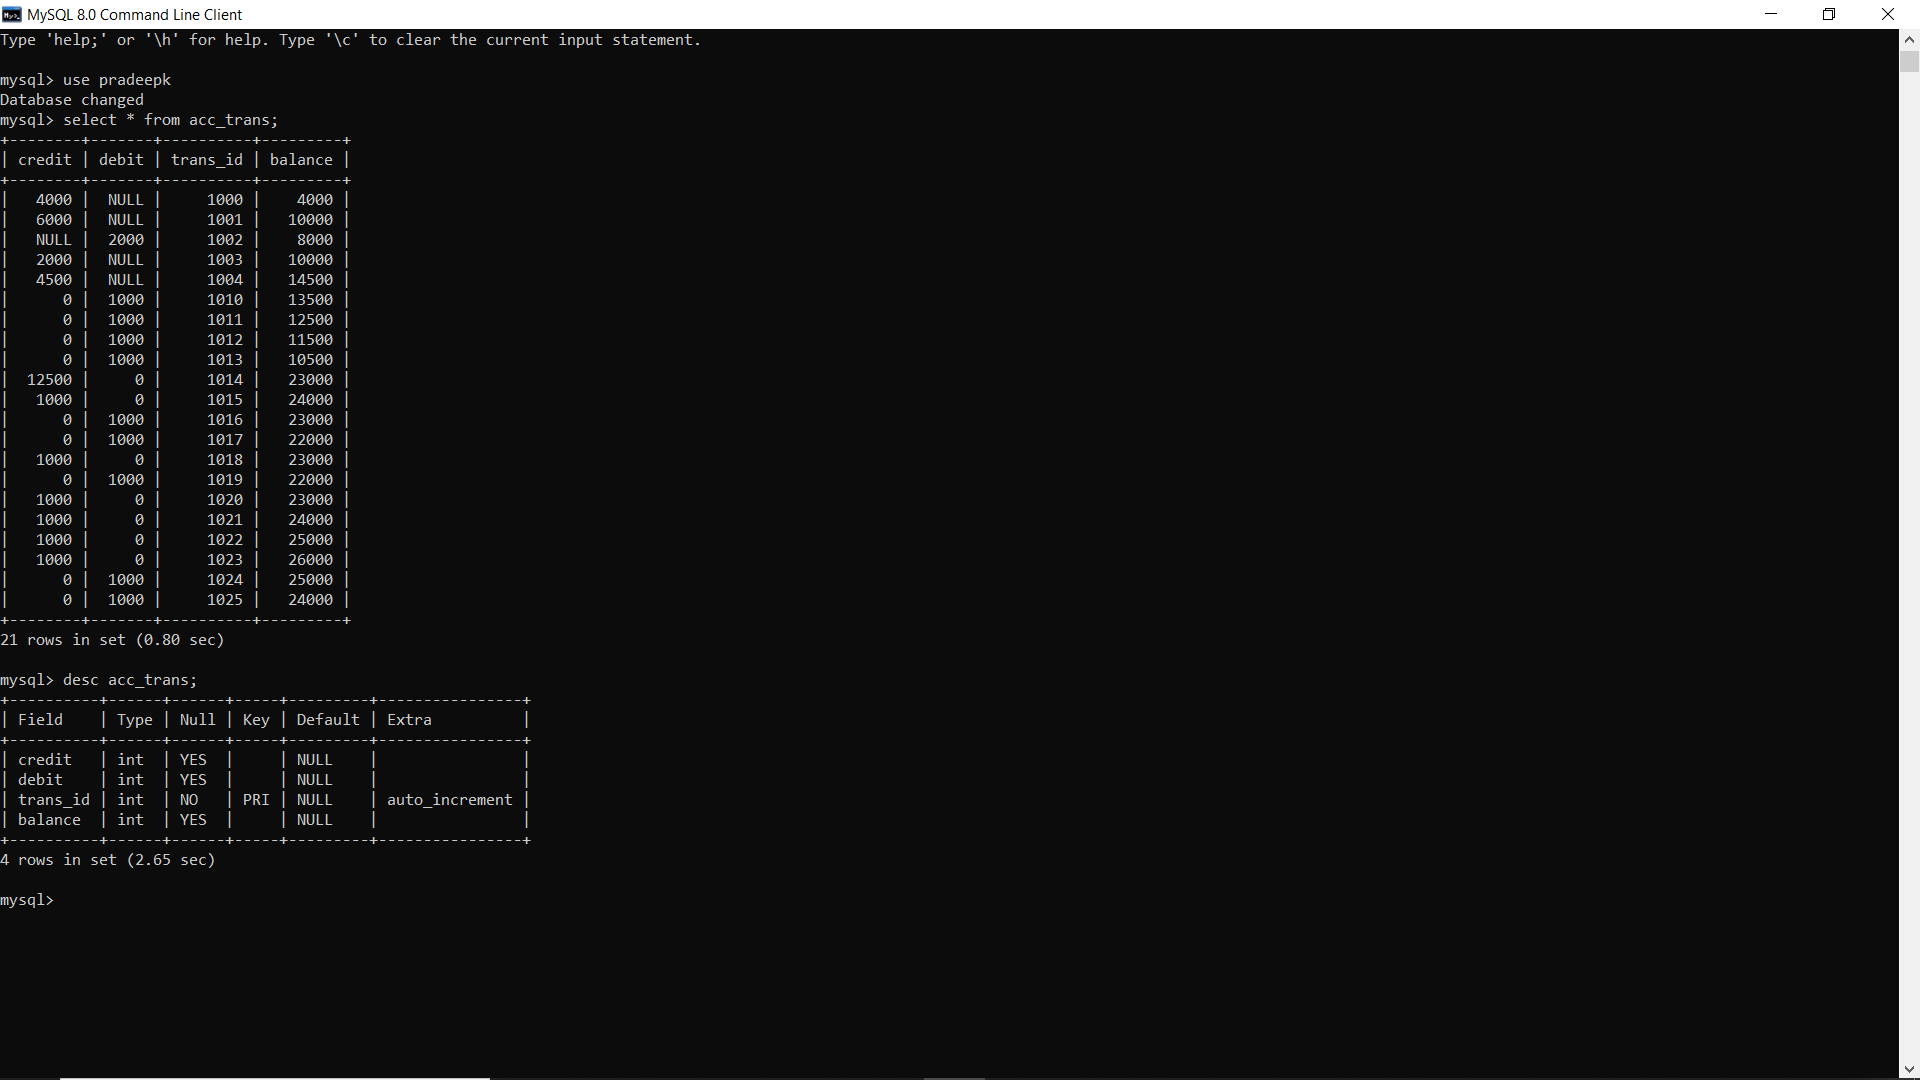 MySQL 8.0 Command Line Client
Type 'help;' or '\h' for help. Type '\c' to clear the current input statement.
mysql> use pradeepk
Database changed
mysql> select * from acc_trans;
+--------+-------+----------+---------+
| credit | debit | trans_id | balance |
+--------+-------+----------+---------+
|   4000 |  NULL |     1000 |    4000 |
|   6000 |  NULL |     1001 |   10000 |
|   NULL |  2000 |     1002 |    8000 |
|   2000 |  NULL |     1003 |   10000 |
|   4500 |  NULL |     1004 |   14500 |
|      0 |  1000 |     1010 |   13500 |
|      0 |  1000 |     1011 |   12500 |
|      0 |  1000 |     1012 |   11500 |
|      0 |  1000 |     1013 |   10500 |
|  12500 |     0 |     1014 |   23000 |
|   1000 |     0 |     1015 |   24000 |
|      0 |  1000 |     1016 |   23000 |
|      0 |  1000 |     1017 |   22000 |
|   1000 |     0 |     1018 |   23000 |
|      0 |  1000 |     1019 |   22000 |
|   1000 |     0 |     1020 |   23000 |
|   1000 |     0 |     1021 |   24000 |
|   1000 |     0 |     1022 |   25000 |
|   1000 |     0 |     1023 |   26000 |
|      0 |  1000 |     1024 |   25000 |
|      0 |  1000 |     1025 |   24000 |
+--------+-------+----------+---------+
21 rows in set (0.80 sec)
mysql> desc acc_trans;
+----------+------+------+-----+---------+----------------+
| Field    | Type | Null | Key | Default | Extra          |
+----------+------+------+-----+---------+----------------+
| credit   | int  | YES  |     | NULL    |                |
| debit    | int  | YES  |     | NULL    |                |
| trans_id | int  | NO   | PRI | NULL    | auto_increment |
| balance  | int  | YES  |     | NULL    |                |
+----------+------+------+-----+---------+----------------+
4 rows in set (2.65 sec)
mysql>